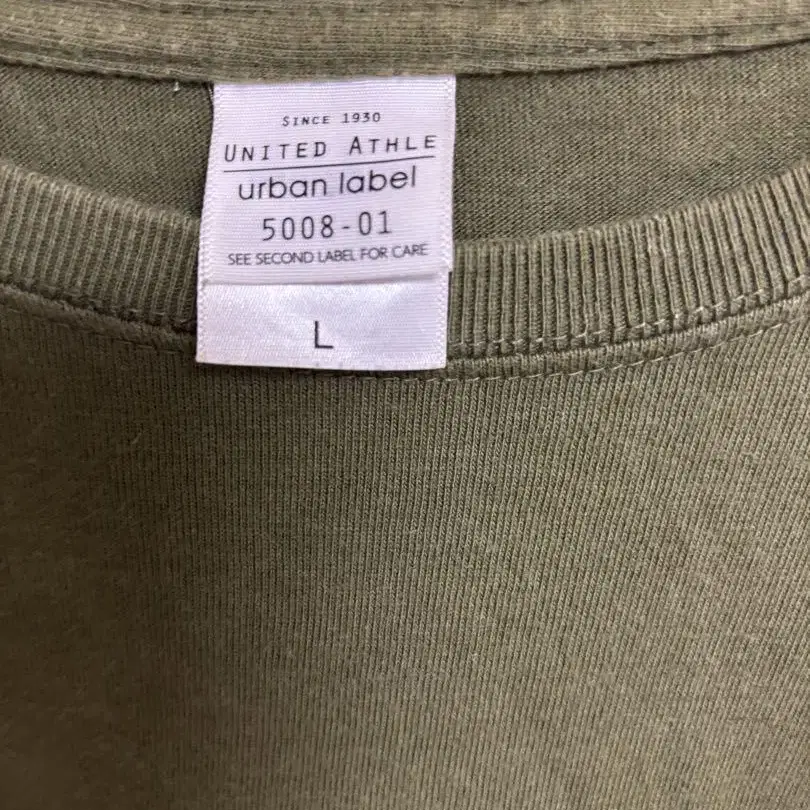 SINCE 1930
UNITED ATHLE
urban label
5008-01
SEE SECOND LABEL FOR CARE
L